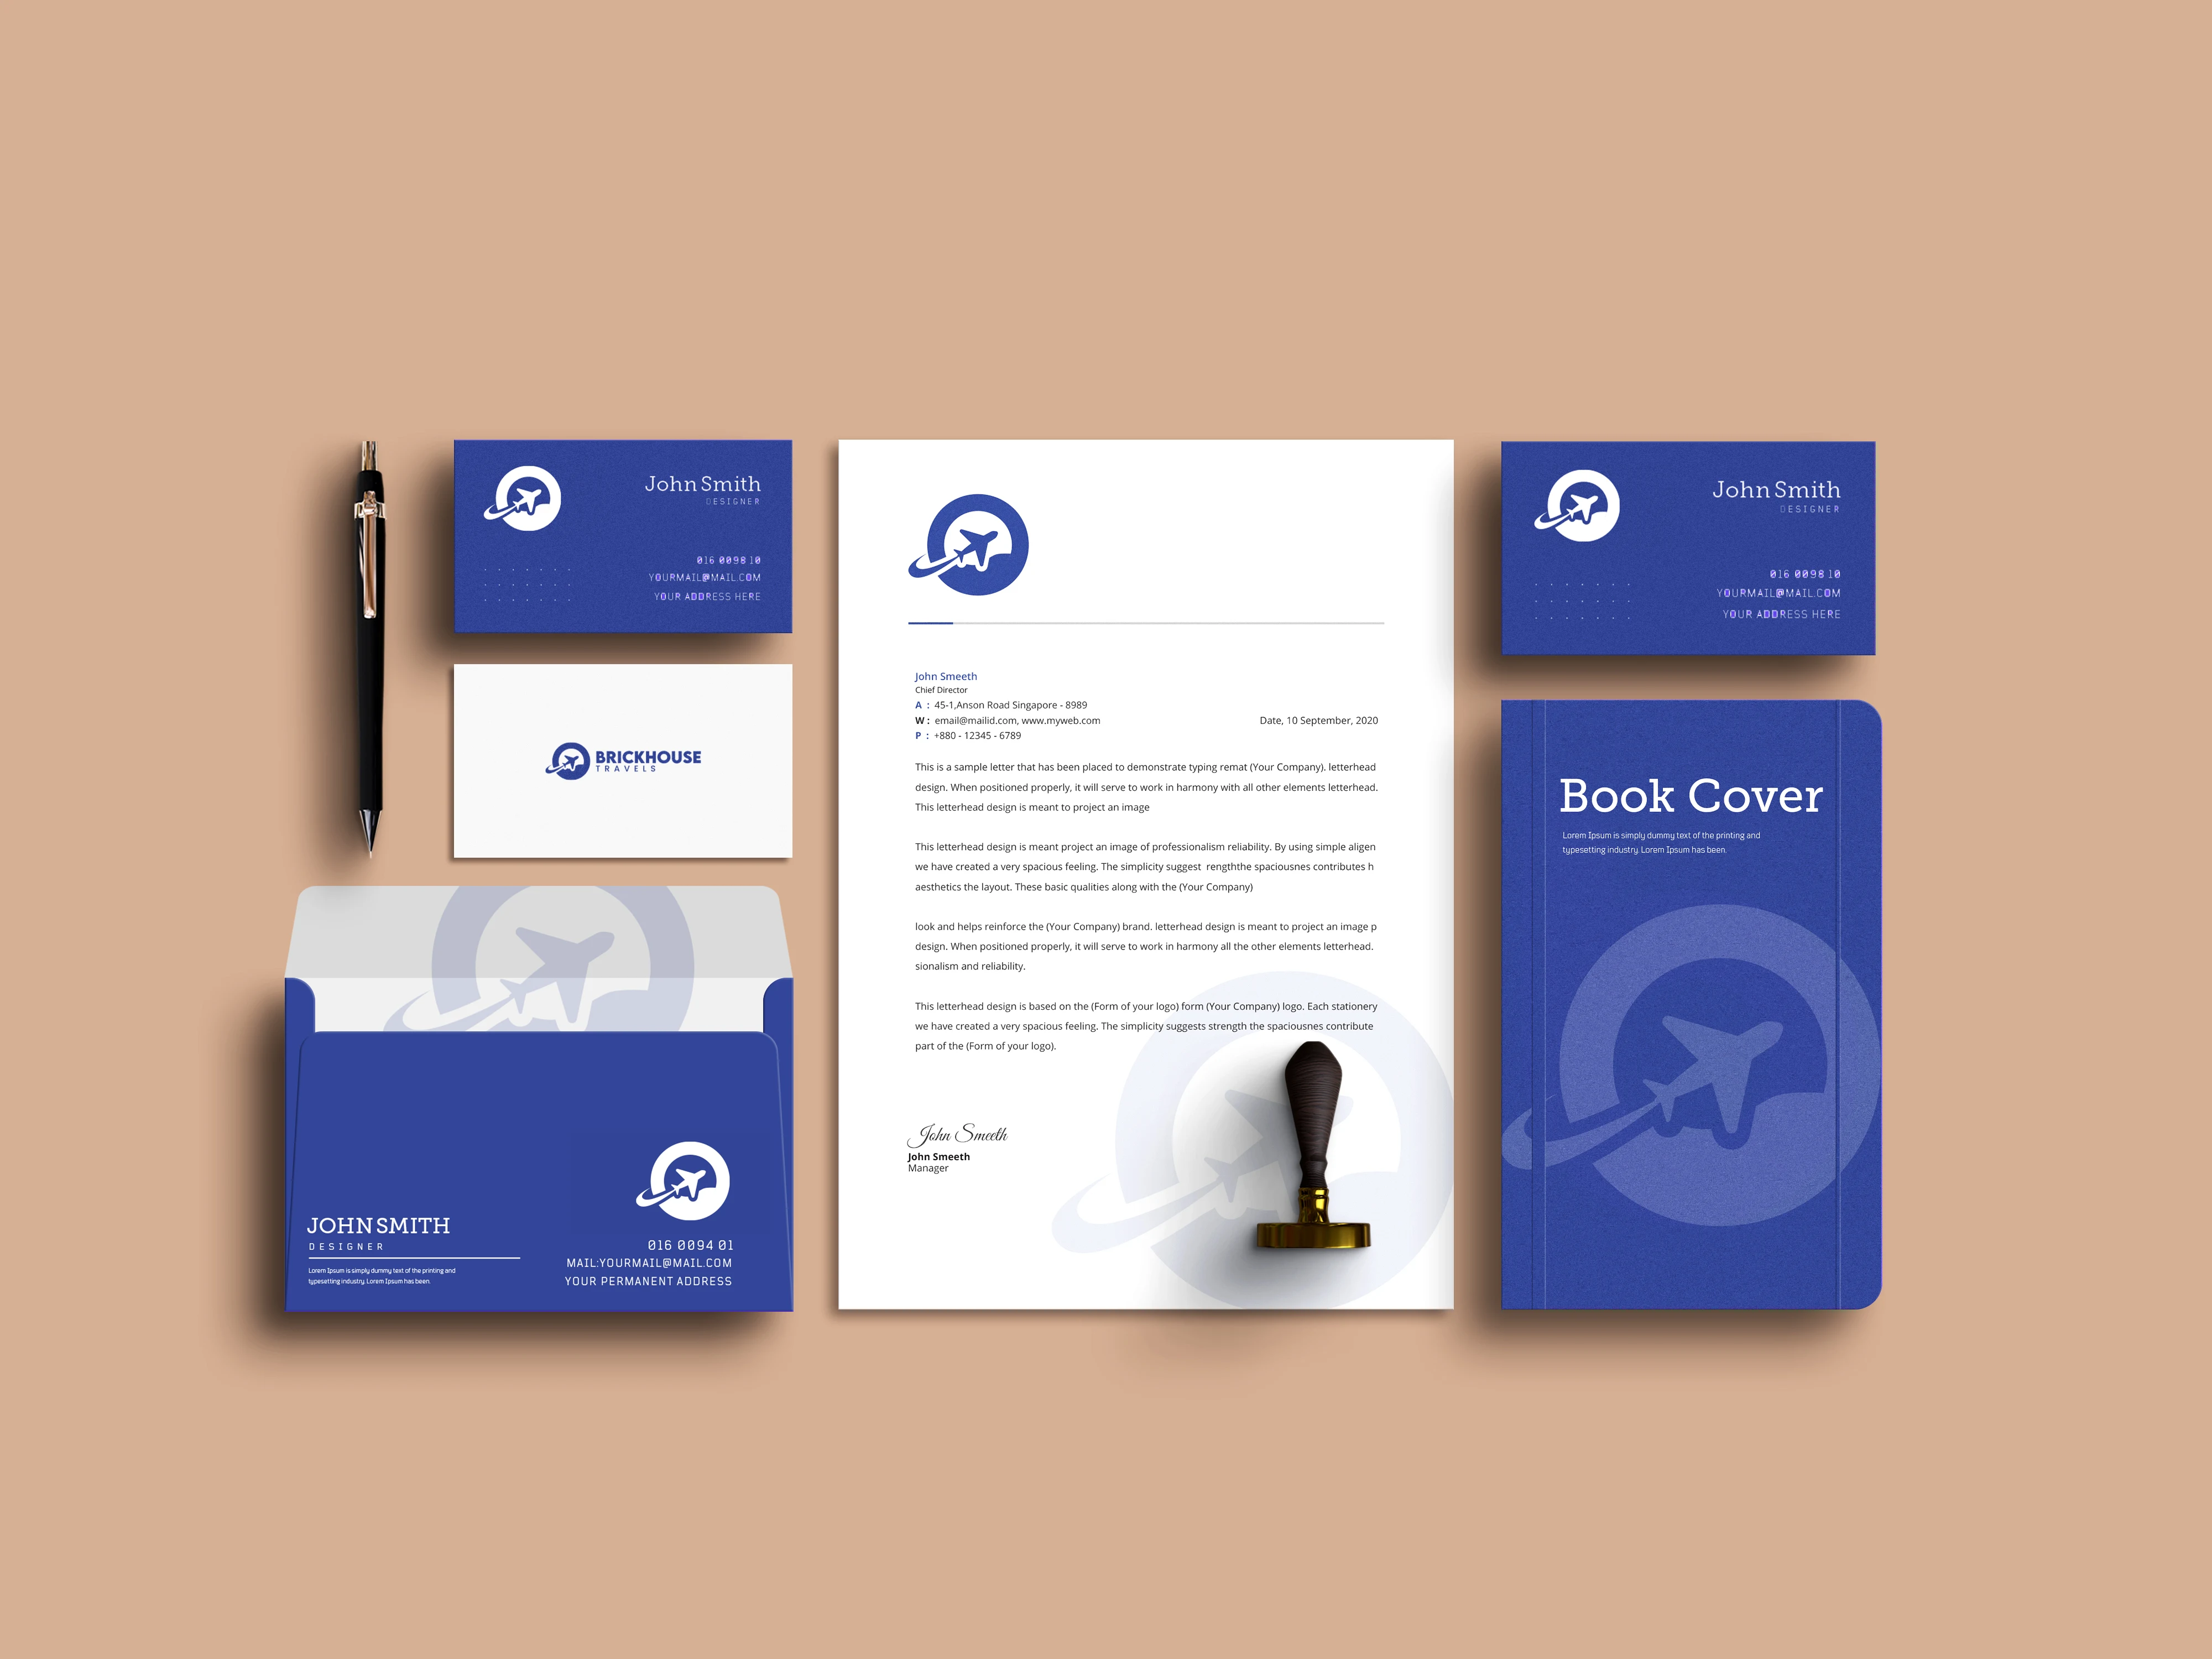 John Smith
DESIGNER
016 0098 10
YOURMAIL@MAIL.COM
YOUR ADDRESS HERE
BRICKHOUSE
TRAVELS
JOHN SMITH
DESIGNER
Lorem Ipsum is simply dummy text of the printing and
typesetting industry. Lorem Ipsum has been.
016 0094 01
MAIL:YOURMAIL@MAIL.COM
YOUR PERMANENT ADDRESS
John Smeeth
Chief Director
A : 45-1,Anson Road Singapore - 8989
W : email@mailid.com, www.myweb.com
Date, 10 September, 2020
P : +880 - 12345 - 6789
This is a sample letter that has been placed to demonstrate typing remat (Your Company). letterhead
design. When positioned properly, it will serve to work in harmony with all other elements letterhead.
This letterhead design is meant to project an image
This letterhead design is meant project an image of professionalism reliability. By using simple aligen
we have created a very spacious feeling. The simplicity suggest rengththe spaciousnes contributes h
aesthetics the layout. These basic qualities along with the (Your Company)
look and helps reinforce the (Your Company) brand. letterhead design is meant to project an image p
design. When positioned properly, it will serve to work in harmony all the other elements letterhead.
sionalism and reliability.
This letterhead design is based on the (Form of your logo) form (Your Company) logo. Each stationery
we have created a very spacious feeling. The simplicity suggests strength the spaciousnes contribute
part of the (Form of your logo).
John Smeeth
John Smeeth
Manager
John Smith
DESIGNER
016 0098 10
YOURMAIL@MAIL.COM
YOUR ADDRESS HERE
Book Cover
Lorem Ipsum is simply dummy text of the printing and
typesetting industry. Lorem Ipsum has been.